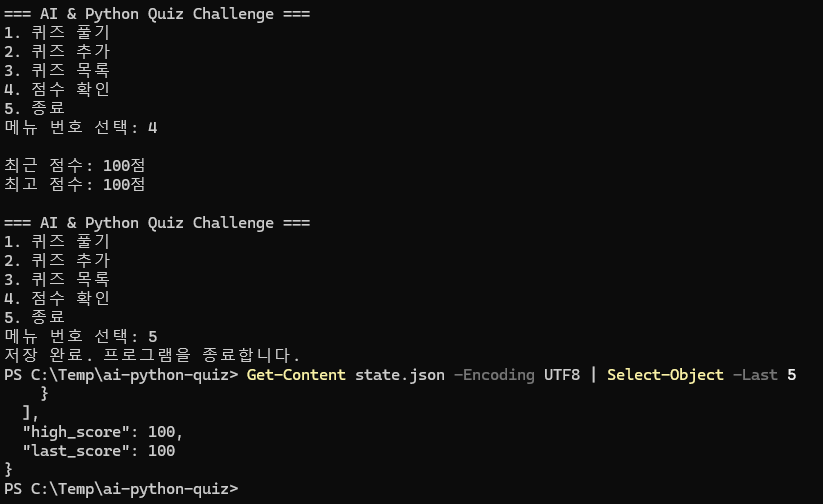 === AI & Python Quiz Challenge ===
1. 퀴즈 풀기
2. 퀴즈 추가
3. 퀴즈 목록
4. 점수 확인
5. 종료
메뉴 번호 선택: 4
최근 점수: 100점
최고 점수: 100점
=== AI & Python Quiz Challenge ===
1. 퀴즈 풀기
2. 퀴즈 추가
3. 퀴즈 목록
4. 점수 확인
5. 종료
메뉴 번호 선택: 5
저장 완료. 프로그램을 종료합니다.
PS C:\Temp\ai-python-quiz> Get-Content state.json -Encoding UTF8 | Select-Object -Last 5
    }
  ],
  "high_score": 100,
  "last_score": 100
}
PS C:\Temp\ai-python-quiz>